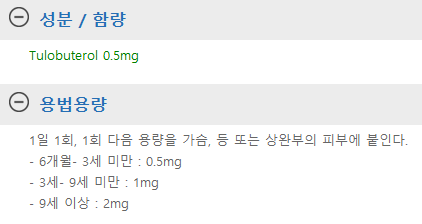 성분 / 함량
Tulobuterol 0.5mg
용법용량
1일 1회, 1회 다음 용량을 가슴, 등 또는 상완부의 피부에 붙인다.
- 6개월- 3세 미만 : 0.5mg
- 3세- 9세 미만 : 1mg
- 9세 이상 : 2mg